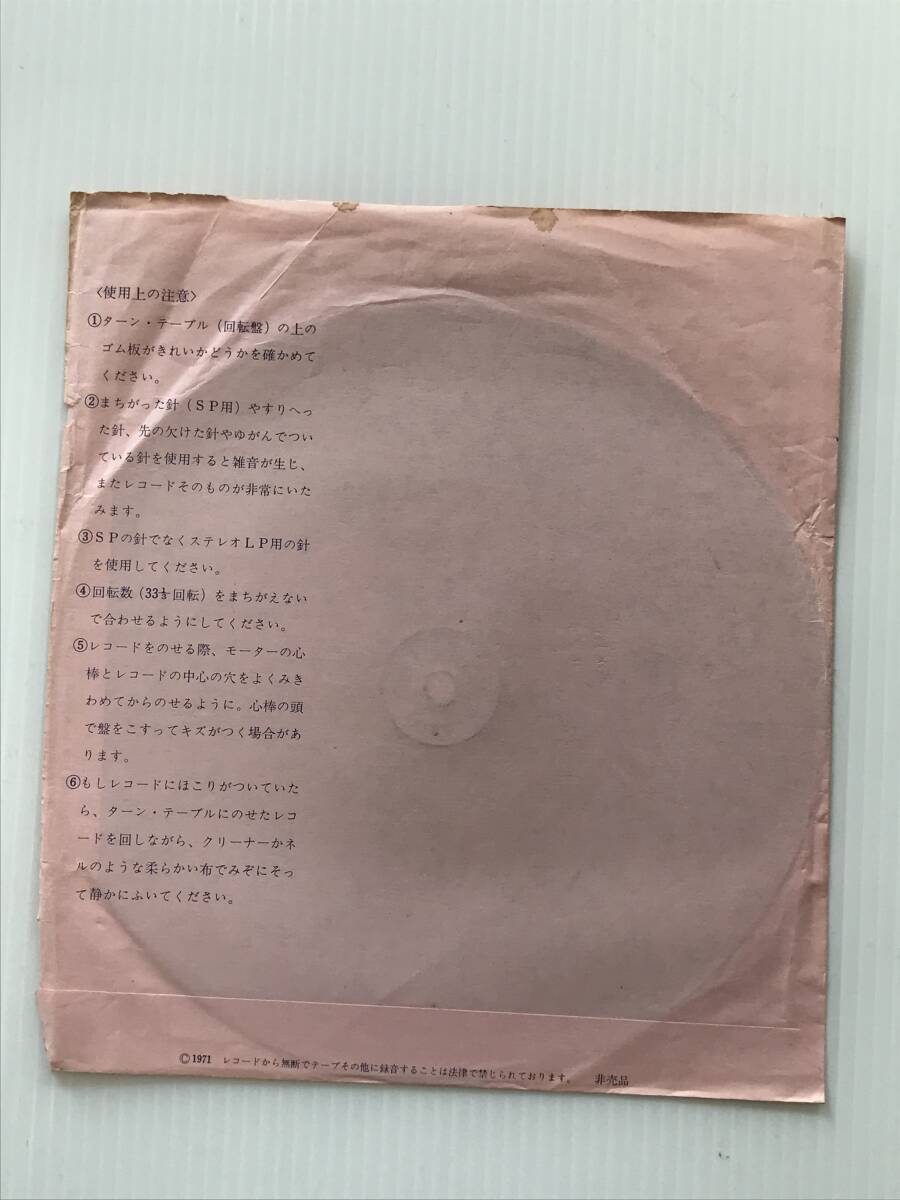 〈使用上の注意〉
①ターン・テーブル（回転盤）の上の
ゴム板がきれいかどうかを確かめて
ください。
②まちがった針（ＳＰ用）やすりへっ
た針、先の欠けた針やゆがんでつい
ている針を使用すると雑音が生じ、
またレコードそのものが非常にいた
みます。
③ＳＰの針でなくステレオＬＰ用の針
を使用してください。
④回転数（33⅓回転）をまちがえない
で合わせるようにしてください。
⑤レコードをのせる際、モーターの心
棒とレコードの中心の穴をよくみき
わめてからのせるように。心棒の頭
で盤をこすってキズがつく場合があ
ります。
⑥もしレコードにほこりがついていた
ら、ターン・テーブルにのせたレコ
ードを回しながら、クリーナーかネ
ルのような柔らかい布でみぞにそっ
て静かにふいてください。
©1971 レコードから無断でテープその他に録音することは法律で禁じられております。 非売品